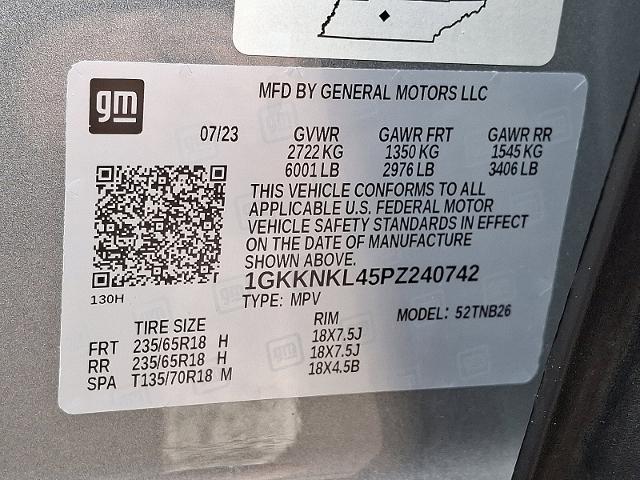 gm
MFD BY GENERAL MOTORS LLC
07/23 GVWR GAWR FRT GAWR RR
2722 KG 1350 KG 1545 KG
6001 LB 2976 LB 3406 LB
THIS VEHICLE CONFORMS TO ALL
APPLICABLE U.S. FEDERAL MOTOR
VEHICLE SAFETY STANDARDS IN EFFECT
ON THE DATE OF MANUFACTURE
SHOWN ABOVE.
1GKKNKL45PZ240742
130H
TYPE: MPV MODEL: 52TNB26
TIRE SIZE RIM
FRT 235/65R18 H 18X7.5J
RR 235/65R18 H 18X7.5J
SPA T135/70R18 M 18X4.5B